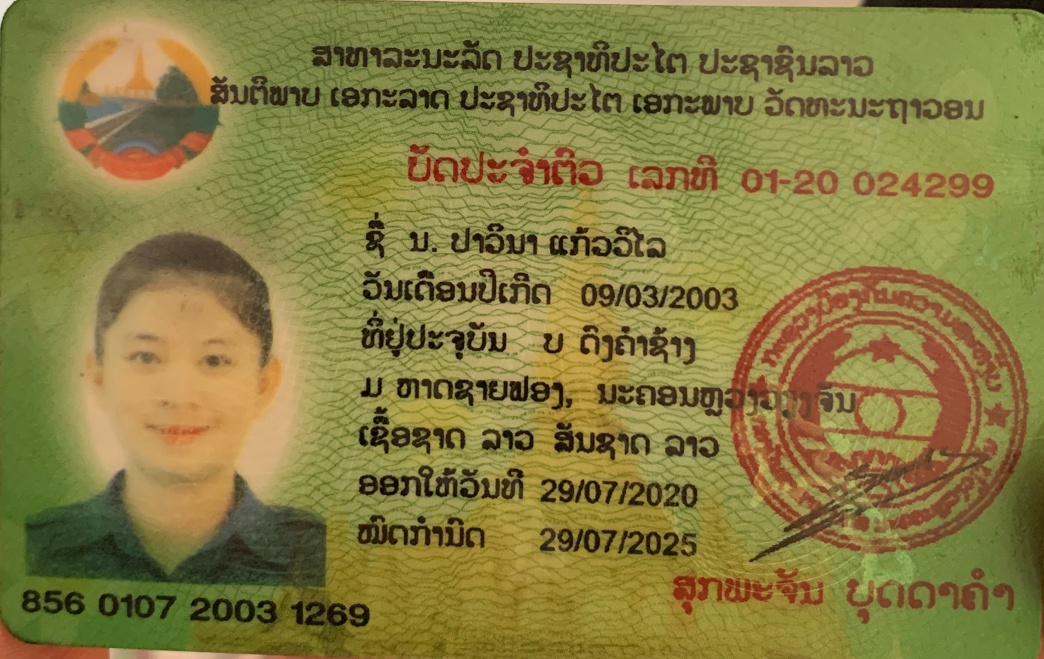 ສາທາລະນະລັດ ປະຊາທິປະໄຕ ປະຊາຊົນລາວ
ສັນຕິພາບ ເອກະລາດ ປະຊາທິປະໄຕ ເອກະພາບ ວັດທະນະຖາວອນ
ບັດປະຈຳຕົວ ເລກທີ 01-20 024299
ຊື່ ນ. ປາວິນາ ແກ້ວວິໄລ
ວັນເດືອນປີເກີດ 09/03/2003
ທີ່ຢູ່ປະຈຸບັນ ບ ດົງຄຳຊ້າງ
ມ ຫາດຊາຍຟອງ, ນະຄອນຫຼວງວຽງຈັນ
ເຊື້ອຊາດ ລາວ ສັນຊາດ ລາວ
ອອກໃຫ້ວັນທີ 29/07/2020
ໝົດກຳນົດ 29/07/2025
ສຸກພະຈັນ ບຸດດາຄຳ
856 0107 2003 1269